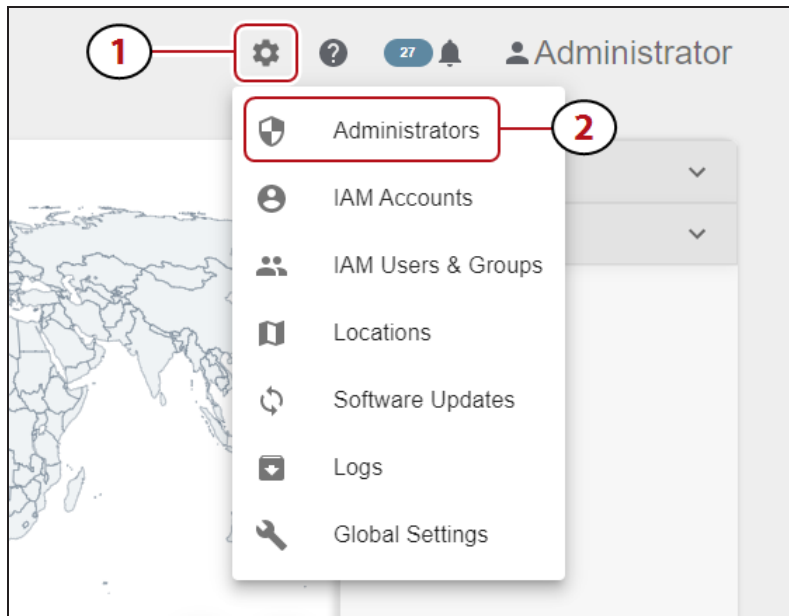 1
27 Administrator
Administrators 2
IAM Accounts
IAM Users & Groups
Locations
Software Updates
Logs
Global Settings